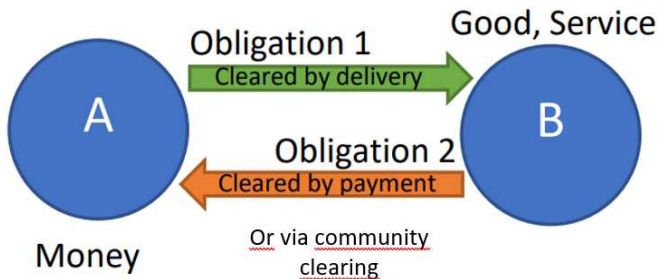 Good, Service
Obligation 1
Cleared by delivery
A
B
Obligation 2
Cleared by payment
Money
Or via community
clearing